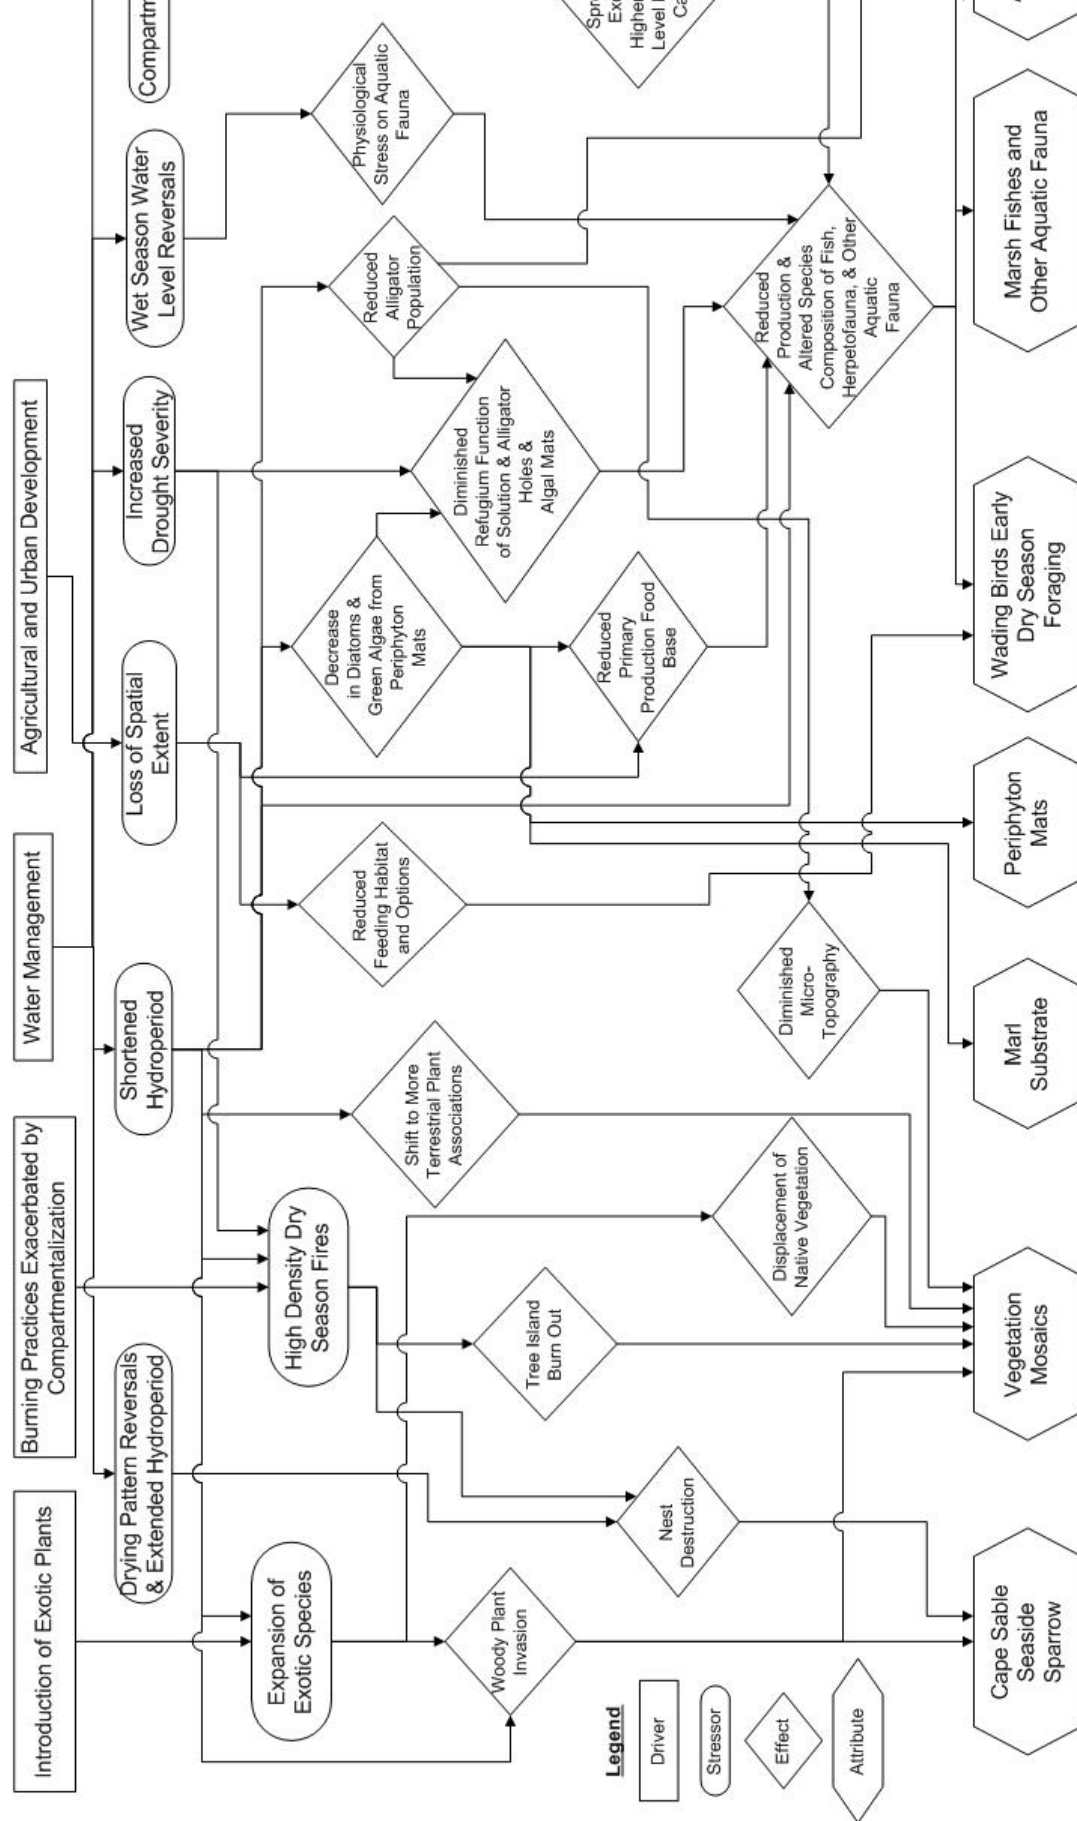 Introduction of Exotic Plants
Burning Practices Exacerbated by
Compartmentalization
Water Management
Agricultural and Urban Development
Drying Pattern Reversals
& Extended Hydroperiod
Shortened
Hydroperiod
Loss of Spatial
Extent
Increased
Drought Severity
Wet Season Water
Level Reversals
Expansion of
Exotic Species
High Density Dry
Season Fires
Shift to More
Terrestrial Plant
Associations
Reduced
Feeding Habitat
and Options
Decrease
in Diatoms &
Green Algae from
Periphyton
Mats
Reduced
Alligator
Population
Physiological
Stress on Aquatic
Fauna
Woody Plant
Invasion
Tree Island
Burn Out
Diminished
Refugium Function
of Solution & Alligator
Holes &
Algal Mats
Nest
Destruction
Displacement of
Native Vegetation
Diminished
Micro-
Topography
Reduced
Primary
Production Food
Base
Reduced
Production &
Altered Species
Composition of Fish,
Herpetofauna, & Other
Aquatic
Fauna
Higher
Level
Legend
Driver
Stressor
Effect
Attribute
Cape Sable
Seaside
Sparrow
Vegetation
Mosaics
Marl
Substrate
Periphyton
Mats
Wading Birds Early
Dry Season
Foraging
Marsh Fishes and
Other Aquatic Fauna